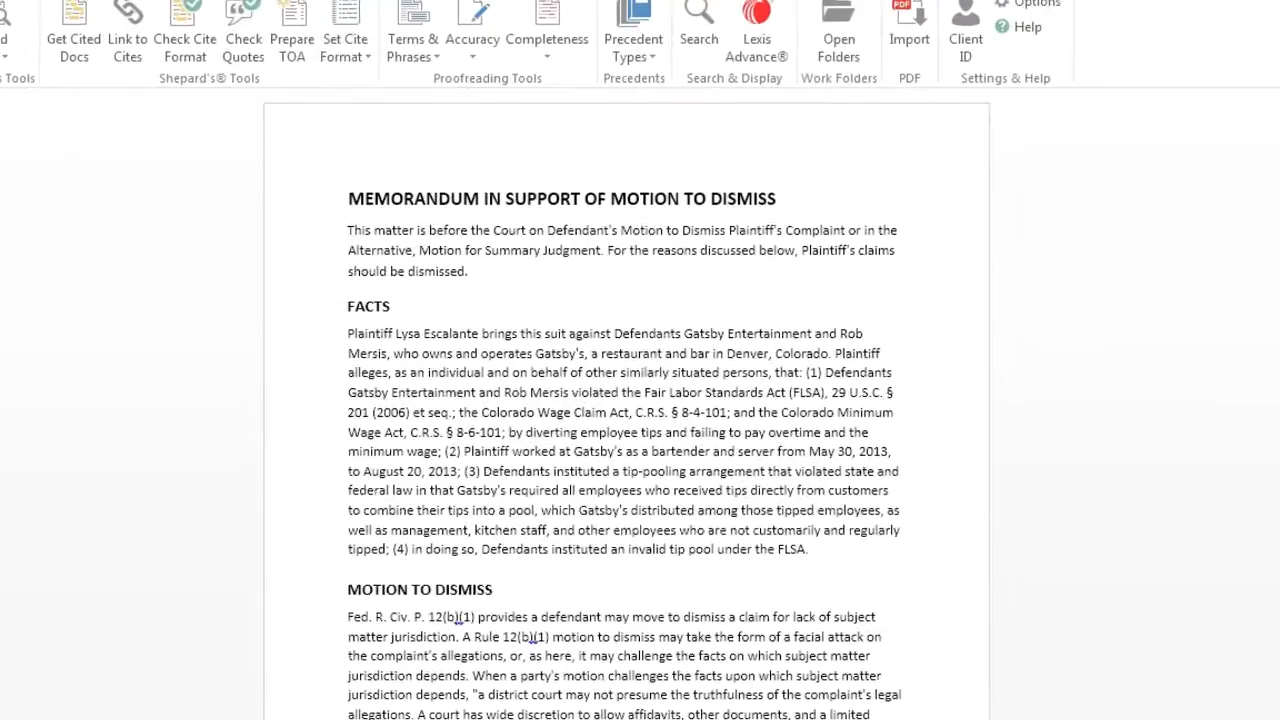 d Get Cited Link to Check Cite Check Prepare Set Cite Terms & Accuracy Completeness Precedent Search Lexis Open Import Client Options
Docs Cites Format Quotes TOA Format Phrases Types Advance® Folders ID Help
s Tools Shepard's® Tools Proofreading Tools Precedents Search & Display Work Folders PDF Settings & Help
PDF
MEMORANDUM IN SUPPORT OF MOTION TO DISMISS
This matter is before the Court on Defendant's Motion to Dismiss Plaintiff's Complaint or in the
Alternative, Motion for Summary Judgment. For the reasons discussed below, Plaintiff's claims
should be dismissed.
FACTS
Plaintiff Lysa Escalante brings this suit against Defendants Gatsby Entertainment and Rob
Mersis, who owns and operates Gatsby's, a restaurant and bar in Denver, Colorado. Plaintiff
alleges, as an individual and on behalf of other similarly situated persons, that: (1) Defendants
Gatsby Entertainment and Rob Mersis violated the Fair Labor Standards Act (FLSA), 29 U.S.C. §
201 (2006) et seq.; the Colorado Wage Claim Act, C.R.S. § 8-4-101; and the Colorado Minimum
Wage Act, C.R.S. § 8-6-101; by diverting employee tips and failing to pay overtime and the
minimum wage; (2) Plaintiff worked at Gatsby's as a bartender and server from May 30, 2013,
to August 20, 2013; (3) Defendants instituted a tip-pooling arrangement that violated state and
federal law in that Gatsby's required all employees who received tips directly from customers
to combine their tips into a pool, which Gatsby's distributed among those tipped employees, as
well as management, kitchen staff, and other employees who are not customarily and regularly
tipped; (4) in doing so, Defendants instituted an invalid tip pool under the FLSA.
MOTION TO DISMISS
Fed. R. Civ. P. 12(b)(1) provides a defendant may move to dismiss a claim for lack of subject
matter jurisdiction. A Rule 12(b)(1) motion to dismiss may take the form of a facial attack on
the complaint's allegations, or, as here, it may challenge the facts on which subject matter
jurisdiction depends. When a party's motion challenges the facts upon which subject matter
jurisdiction depends, "a district court may not presume the truthfulness of the complaint's legal
allegations. A court has wide discretion to allow affidavits, other documents, and a limited